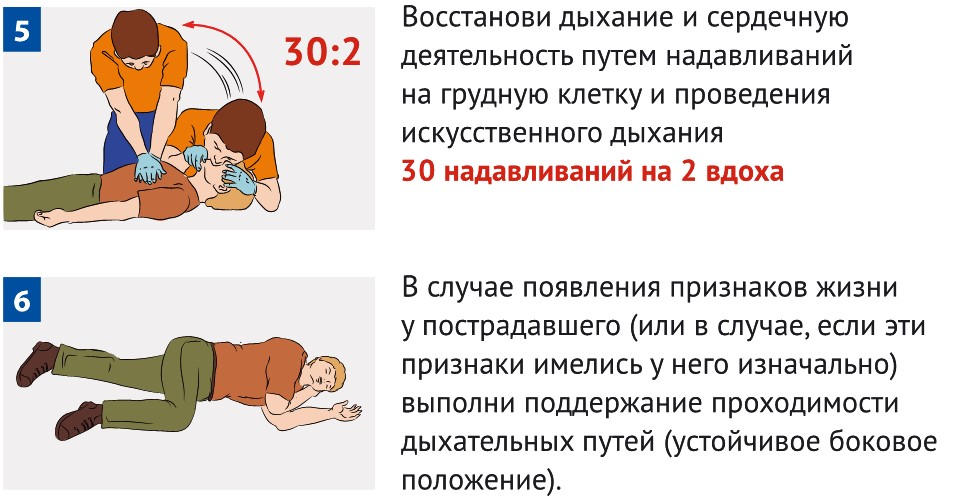 5
30:2
Восстанови дыхание и сердечную
деятельность путем надавливаний
на грудную клетку и проведения
искусственного дыхания
30 надавливаний на 2 вдоха
6
В случае появления признаков жизни
у пострадавшего (или в случае, если эти
признаки имелись у него изначально)
выполни поддержание проходимости
дыхательных путей (устойчивое боковое
положение).